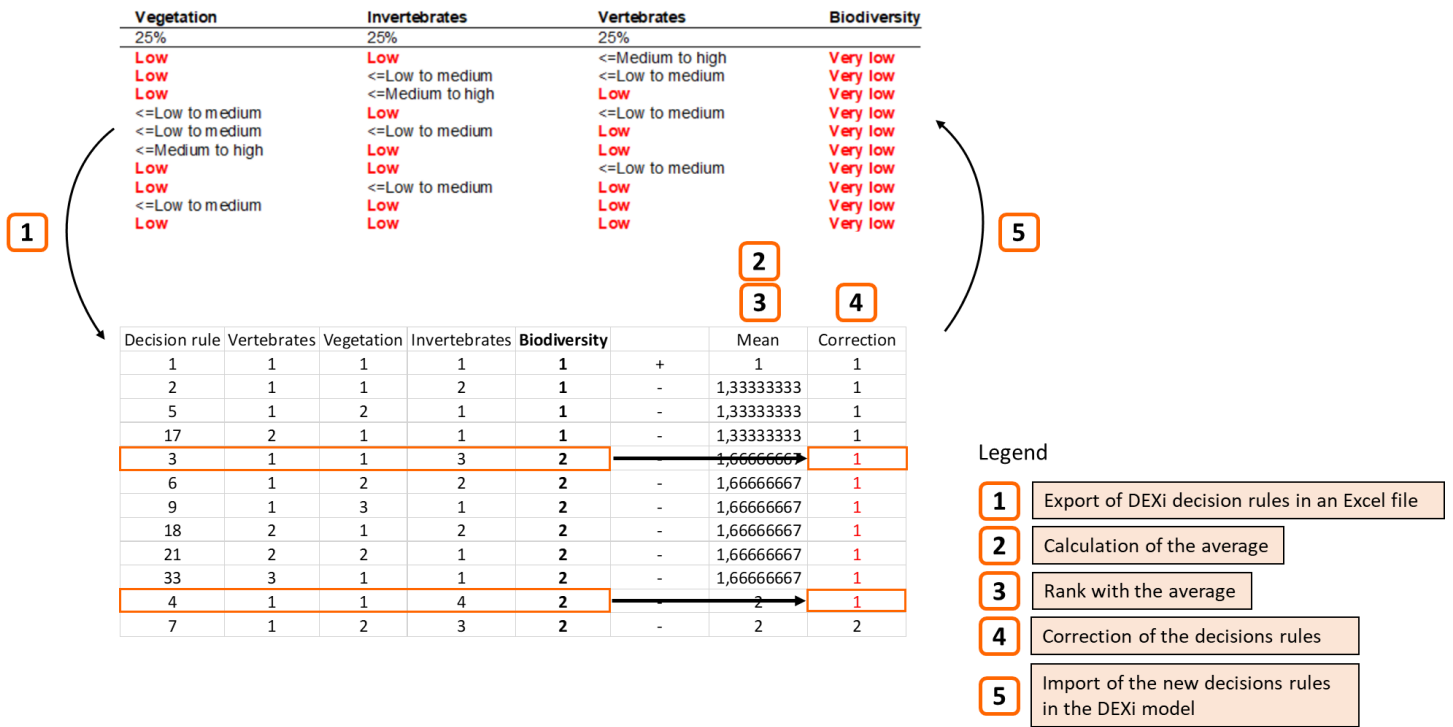 Vegetation Invertebrates Vertebrates Biodiversity
25% 25% 25%
Low Low <=Medium to high Very low
Low <=Low to medium <=Low to medium Very low
Low <=Medium to high Low Very low
<=Low to medium Low <=Low to medium Very low
<=Low to medium <=Low to medium Low Very low
<=Medium to high Low Low Very low
Low Low <=Low to medium Very low
Low <=Low to medium Low Very low
<=Low to medium Low Low Very low
Low Low Low Very low
1
5
2
3 4
Decision rule Vertebrates Vegetation Invertebrates Biodiversity Mean Correction
1 1 1 1 1 + 1 1
2 1 1 2 1 - 1,33333333 1
5 1 2 1 1 - 1,33333333 1
17 2 1 1 1 - 1,33333333 1
3 1 1 3 2 - 1,66666667 1
6 1 2 2 2 - 1,66666667 1
9 1 3 1 2 - 1,66666667 1
18 2 1 2 2 - 1,66666667 1
21 2 2 1 2 - 1,66666667 1
33 3 1 1 2 - 1,66666667 1
4 1 1 4 2 - 2 1
7 1 2 3 2 - 2 2
Legend
1 Export of DEXi decision rules in an Excel file
2 Calculation of the average
3 Rank with the average
4 Correction of the decisions rules
5 Import of the new decisions rules
in the DEXi model